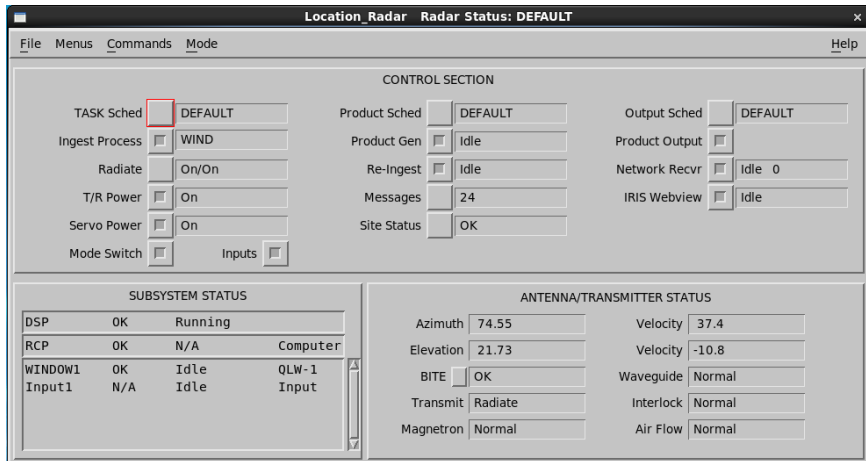 Location_Radar Radar Status: DEFAULT
File Menus Commands Mode Help
CONTROL SECTION
TASK Sched DEFAULT Product Sched DEFAULT Output Sched DEFAULT
Ingest Process WIND Product Gen Idle Product Output
Radiate On/On Re-Ingest Idle Network Recvr Idle 0
T/R Power On Messages 24 IRIS Webview Idle
Servo Power On Site Status OK
Mode Switch Inputs
SUBSYSTEM STATUS
DSP OK Running
RCP OK N/A Computer
WINDOW1 OK Idle QLW-1
Input1 N/A Idle Input
ANTENNA/TRANSMITTER STATUS
Azimuth 74.55 Velocity 37.4
Elevation 21.73 Velocity -10.8
BITE OK Waveguide Normal
Transmit Radiate Interlock Normal
Magnetron Normal Air Flow Normal